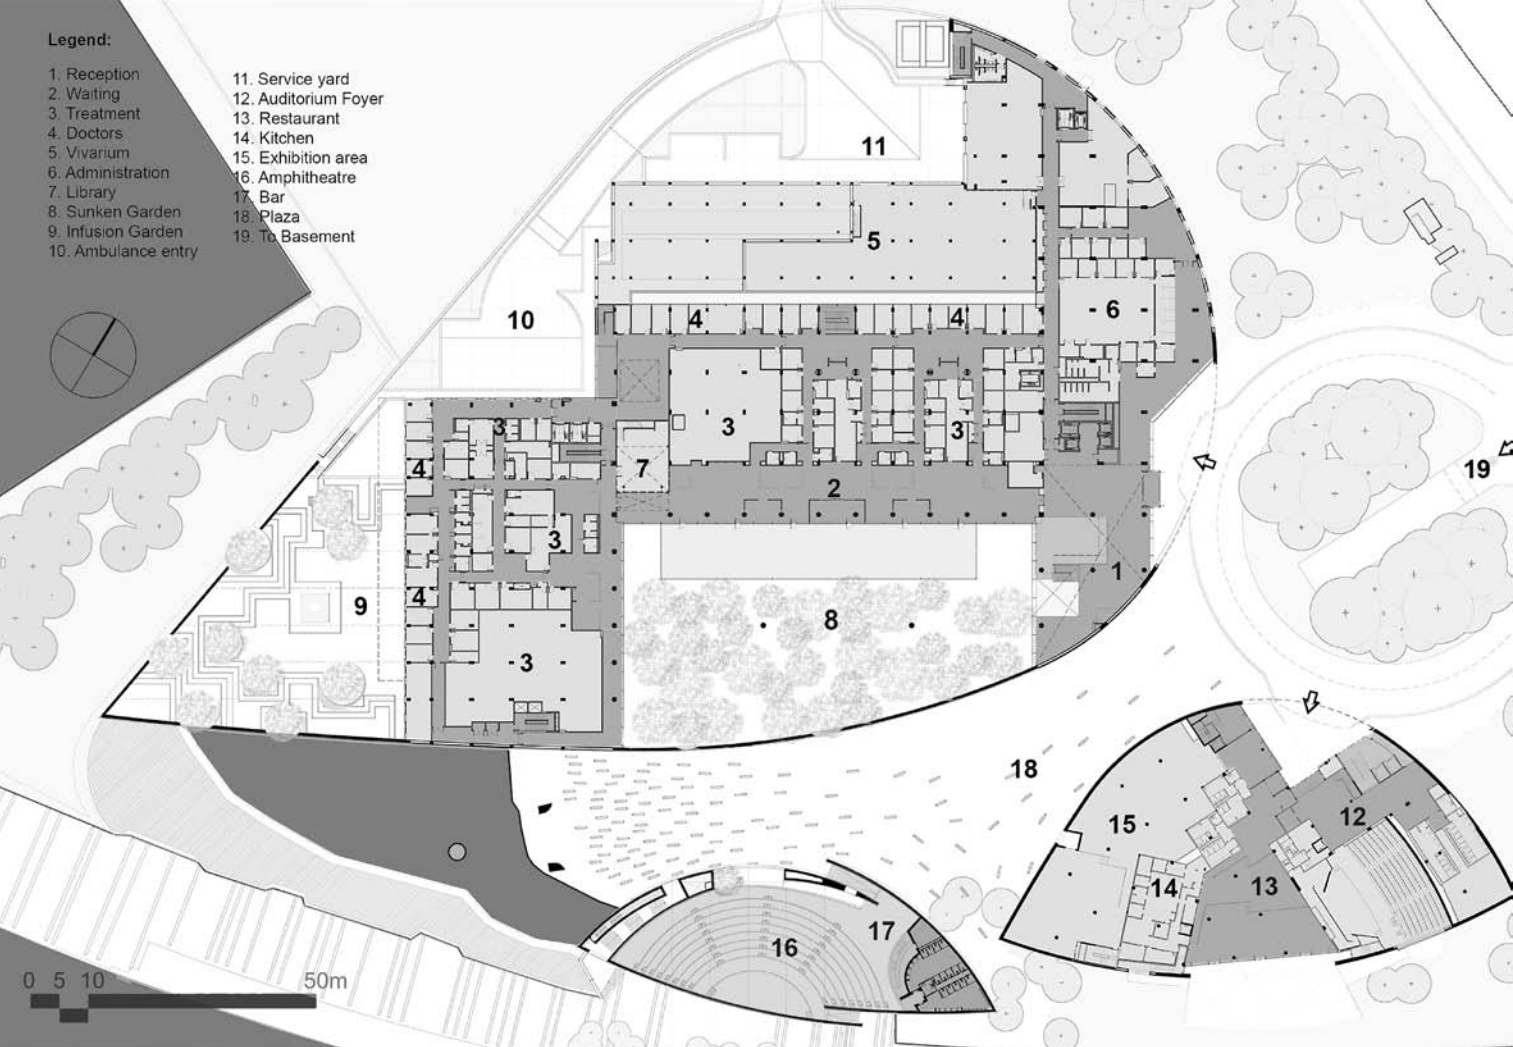 Legend:
1. Reception
2. Waiting
3. Treatment
4. Doctors
5. Vivarium
6. Administration
7. Library
8. Sunken Garden
9. Infusion Garden
10. Ambulance entry
11. Service yard
12. Auditorium Foyer
13. Restaurant
14. Kitchen
15. Exhibition area
16. Amphitheatre
17. Bar
18. Plaza
19. To Basement
11
5
10
4
4
6
3
3
3
4
7
2
19
3
1
9
4
8
3
18
15
12
14
13
17
16
0 5 10 50m